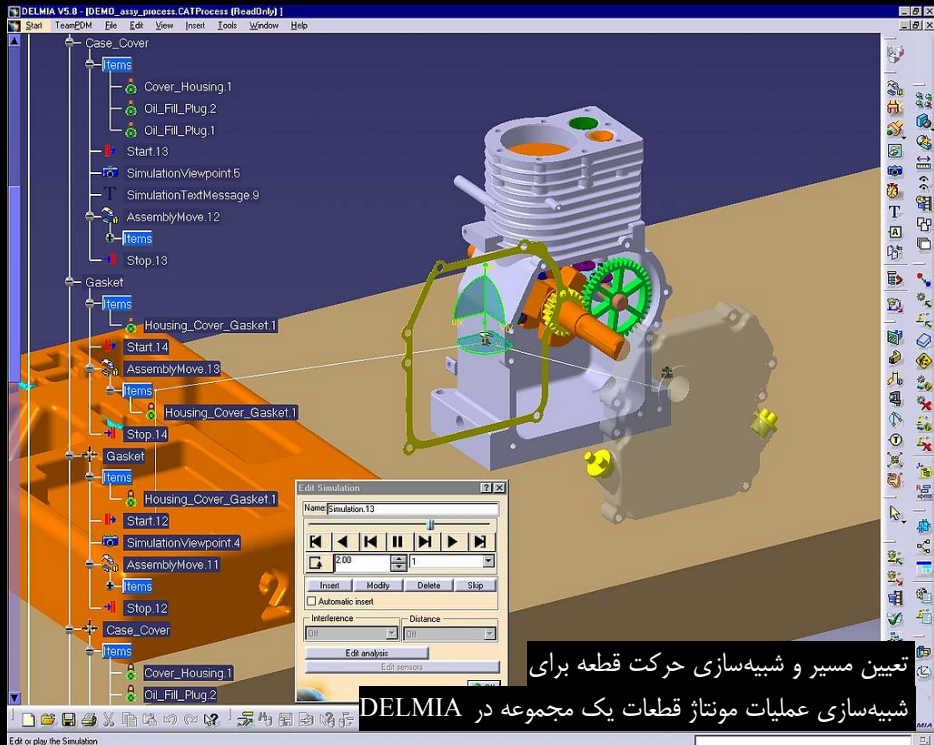 DELMIA V5.8 - [DEMO_assy_process.CATProcess (ReadOnly) ]
Start TeamPDM File Edit View Insert Tools Window Help
Case_Cover
Items
Cover_Housing.1
Oil_Fill_Plug.2
Oil_Fill_Plug.1
Start.13
SimulationViewpoint.5
T SimulationTextMessage.9
AssemblyMove.12
Items
Stop.13
Gasket
Items
Housing_Cover_Gasket.1
Start.14
AssemblyMove.13
Items
Housing_Cover_Gasket.1
Stop.14
Gasket
Items
Housing_Cover_Gasket.1
Start.12
SimulationViewpoint.4
AssemblyMove.11
Items
Stop.12
Case_Cover
Items
Cover_Housing.1
Oil_Fill_Plug.2
Edit Simulation
Name: Simulation.13
2.00 1
Insert Modify Delete Skip
Automatic insert
Interference Distance
Off Off
Edit analysis
Edit sensors
2
تعیین مسیر و شبیه‌سازی حرکت قطعه برای
شبیه‌سازی عملیات مونتاژ قطعات یک مجموعه در DELMIA
Edit or play the Simulation